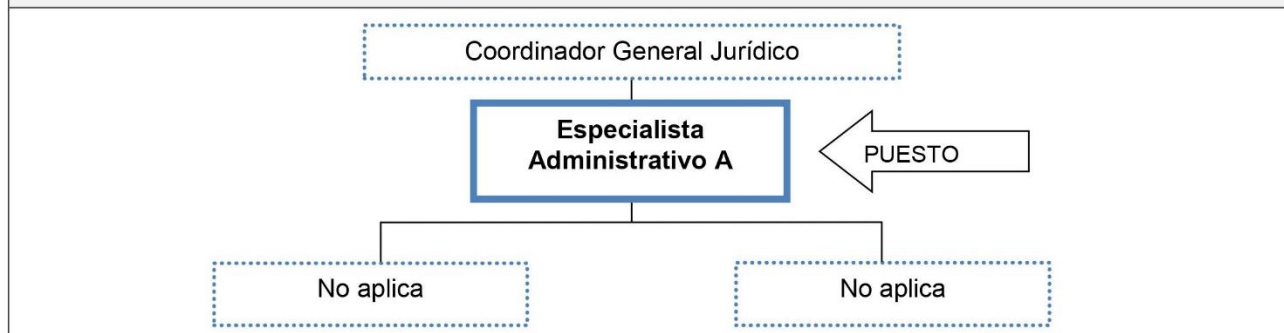 Coordinador General Jurídico
Especialista
Administrativo A
PUESTO
No aplica
No aplica